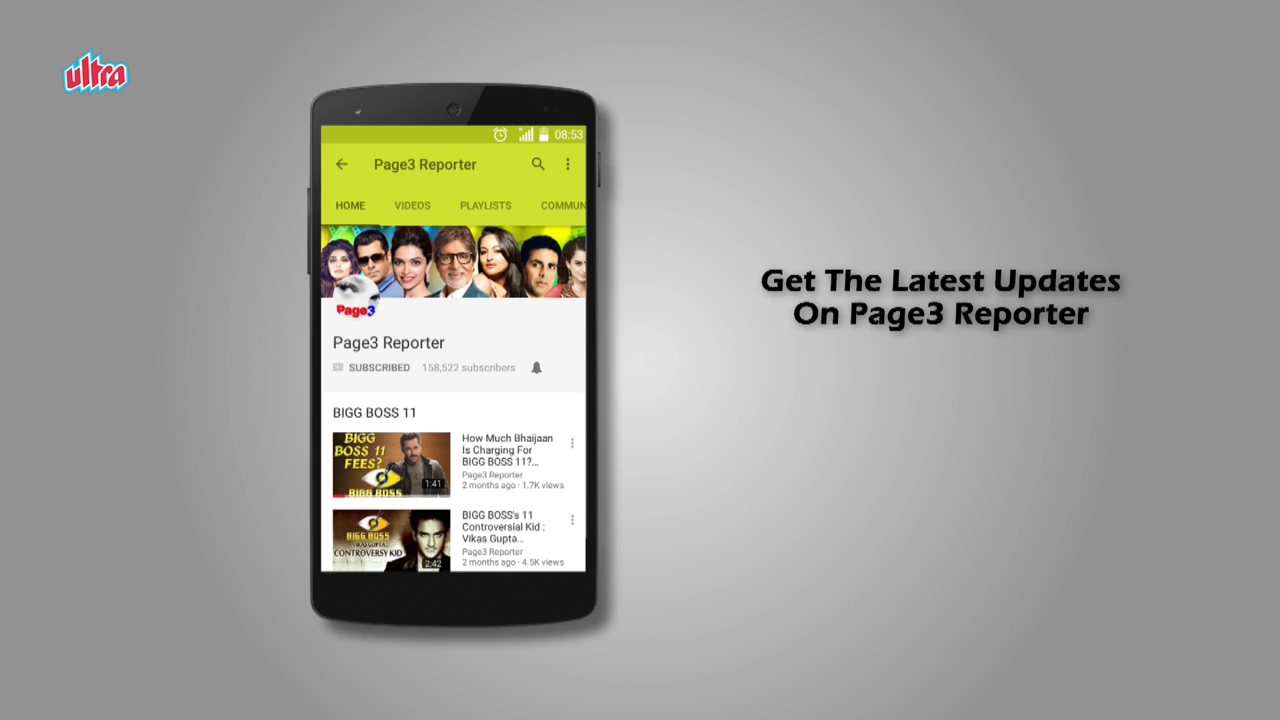 ultra
08:53
Page3 Reporter
HOME VIDEOS PLAYLISTS COMMUN
Page3
Page3 Reporter
SUBSCRIBED 158,522 subscribers
BIGG BOSS 11
BIGG
BOSS 11
FEES?
BIGG BOSS
1:41
How Much Bhaijaan
Is Charging For
BIGG BOSS 11?...
Page3 Reporter
2 months ago · 1.7K views
BIGG BOSS
VIKAS GUPTA
CONTROVERSY KID
2:42
BIGG BOSS's 11
Controversial Kid :
Vikas Gupta...
Page3 Reporter
2 months ago · 4.5K views
Get The Latest Updates
On Page3 Reporter